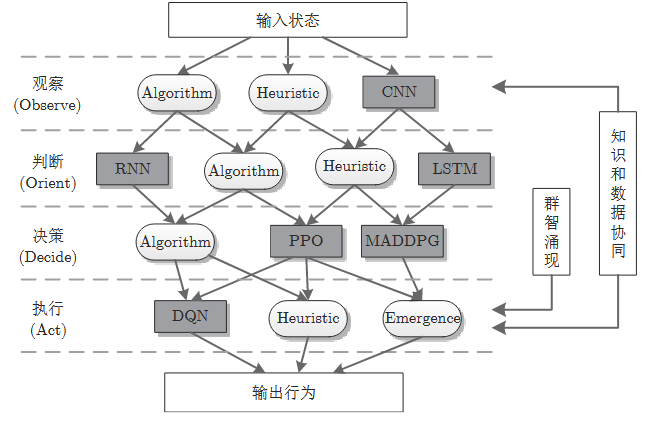 输入状态
观察
(Observe)
Algorithm
Heuristic
CNN
判断
(Orient)
RNN
Algorithm
Heuristic
LSTM
决策
(Decide)
Algorithm
PPO
MADDPG
执行
(Act)
DQN
Heuristic
Emergence
输出行为
群智涌现
知识和数据协同